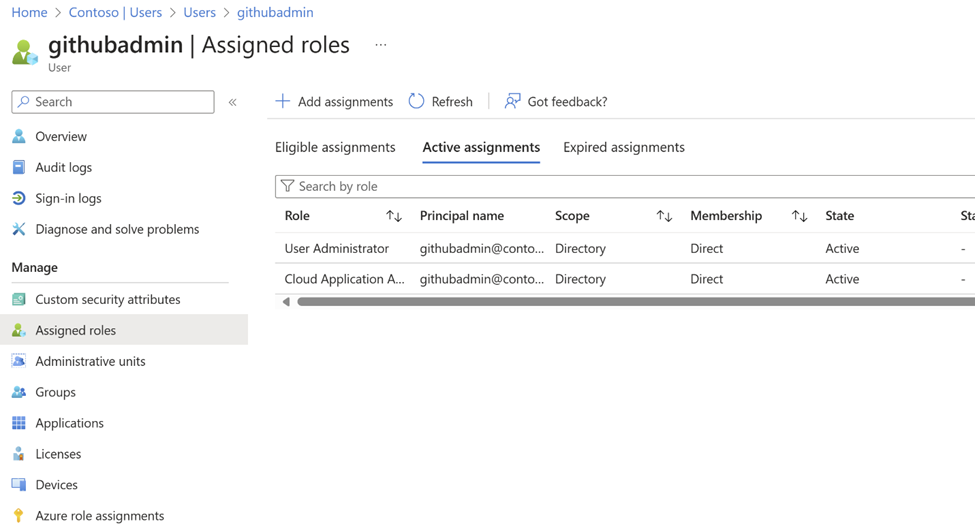 Home > Contoso | Users > Users > githubadmin
githubadmin | Assigned roles ...
User
Search
Add assignments Refresh Got feedback?
Overview
Audit logs
Sign-in logs
Diagnose and solve problems
Manage
Custom security attributes
Assigned roles
Administrative units
Groups
Applications
Licenses
Devices
Azure role assignments
Eligible assignments Active assignments Expired assignments
Search by role
Role Principal name Scope Membership State Sta
User Administrator githubadmin@conto... Directory Direct Active -
Cloud Application A... githubadmin@conto... Directory Direct Active -